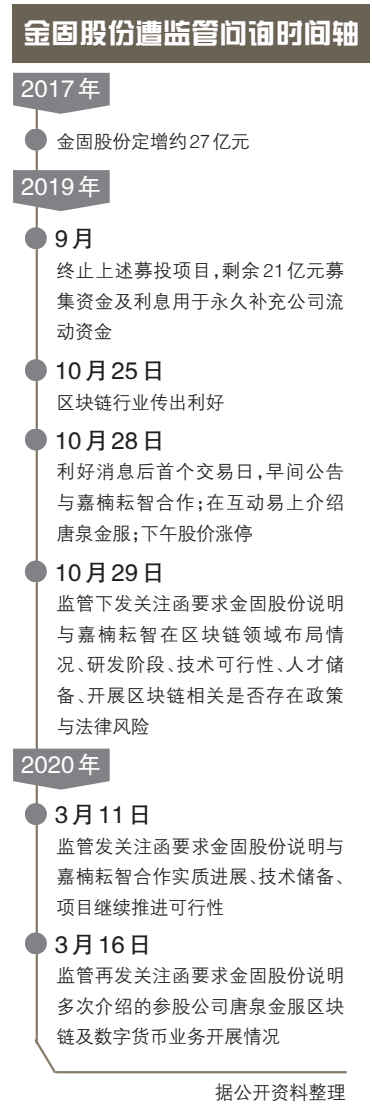 金固股份遭监管问询时间轴
2017年
金固股份定增约27亿元
2019年
9月
终止上述募投项目,剩余21亿元募
集资金及利息用于永久补充公司流
动资金
10月25日
区块链行业传出利好
10月28日
利好消息后首个交易日,早间公告
与嘉楠耘智合作;在互动易上介绍
唐泉金服;下午股价涨停
10月29日
监管下发关注函要求金固股份说明
与嘉楠耘智在区块链领域布局情
况、研发阶段、技术可行性、人才储
备、开展区块链相关是否存在政策
与法律风险
2020年
3月11日
监管发关注函要求金固股份说明与
嘉楠耘智合作实质进展、技术储备、
项目继续推进可行性
3月16日
监管再发关注函要求金固股份说明
多次介绍的参股公司唐泉金服区块
链及数字货币业务开展情况
据公开资料整理